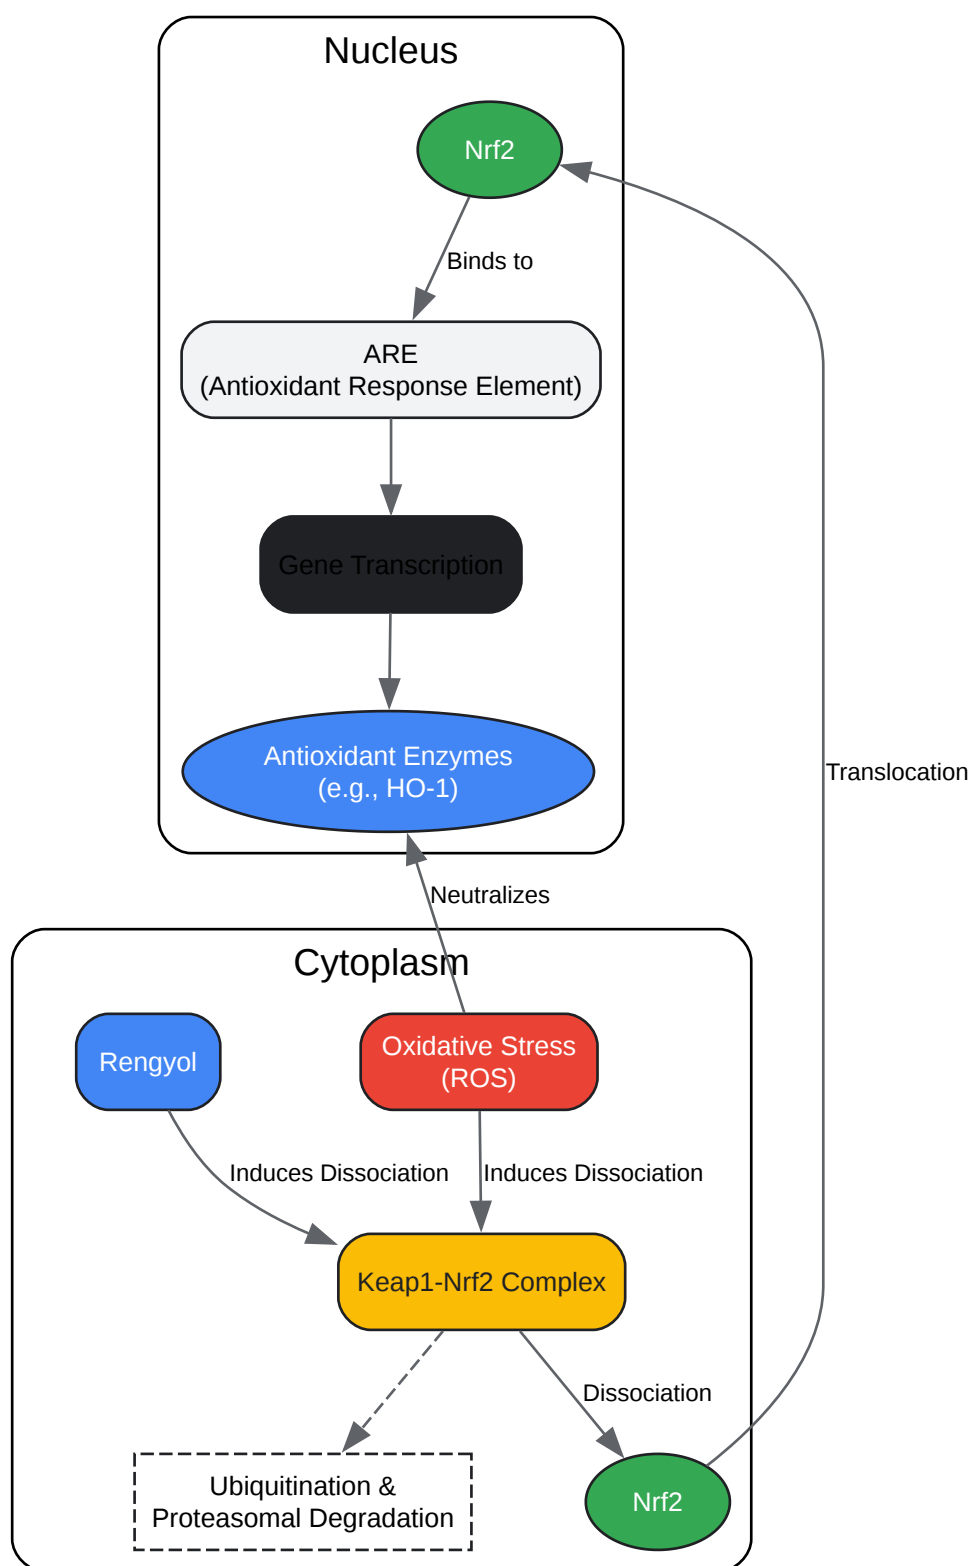 Nucleus
Nrf2
Binds to
ARE
(Antioxidant Response Element)
Gene Transcription
Antioxidant Enzymes
(e.g., HO-1)
Translocation
Neutralizes
Cytoplasm
Rengyol
Oxidative Stress
(ROS)
Induces Dissociation
Induces Dissociation
Keap1-Nrf2 Complex
Dissociation
Ubiquitination &
Proteasomal Degradation
Nrf2